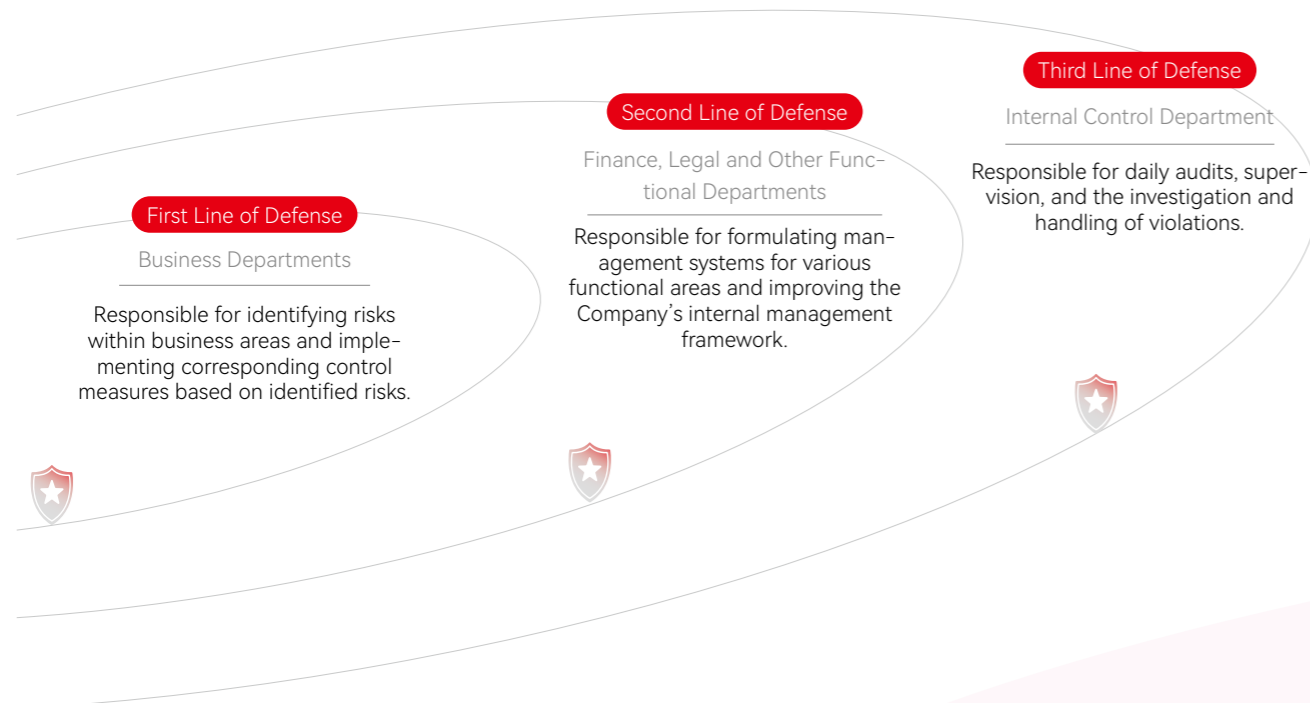 First Line of Defense
Business Departments
Responsible for identifying risks
within business areas and imple-
menting corresponding control
measures based on identified risks.
Second Line of Defense
Finance, Legal and Other Func-
tional Departments
Responsible for formulating man-
agement systems for various
functional areas and improving the
Company’s internal management
framework.
Third Line of Defense
Internal Control Department
Responsible for daily audits, super-
vision, and the investigation and
handling of violations.